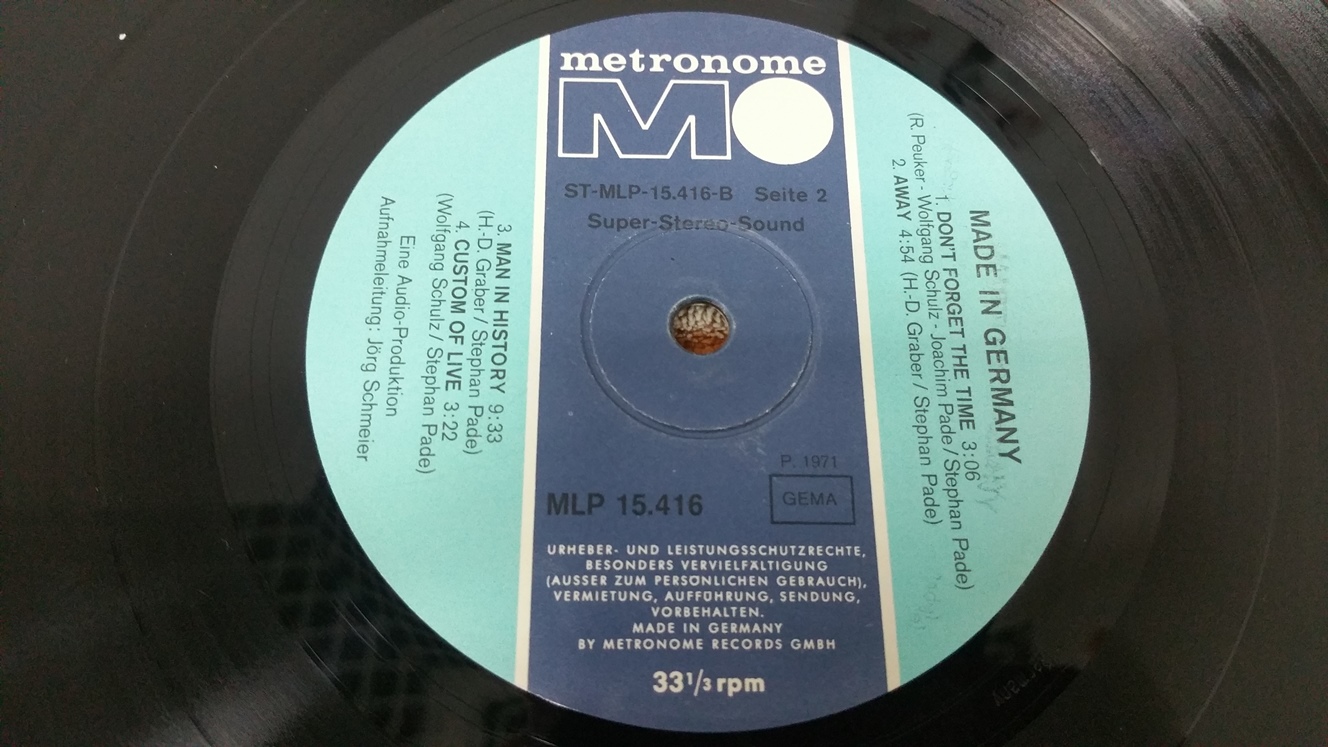 metronome
MO
ST-MLP-15.416-B Seite 2
Super-Stereo-Sound
MADE IN GERMANY
1. DON'T FORGET THE TIME 3:06
(R. Peuker - Wolfgang Schulz - Joachim Pade / Stephan Pade)
2. AWAY 4:54 (H.-D. Graber / Stephan Pade)
3. MAN IN HISTORY 9:33
(H.-D. Graber / Stephan Pade)
4. CUSTOM OF LIVE 3:22
(Wolfgang Schulz / Stephan Pade)
Eine Audio-Produktion
Aufnahmeleitung: Jörg Schmeier
P. 1971
GEMA
MLP 15.416
URHEBER- UND LEISTUNGSSCHUTZRECHTE,
BESONDERS VERVIELFÄLTIGUNG
(AUSSER ZUM PERSÖNLICHEN GEBRAUCH),
VERMIETUNG, AUFFÜHRUNG, SENDUNG,
VORBEHALTEN.
MADE IN GERMANY
BY METRONOME RECORDS GMBH
33 1/3 rpm